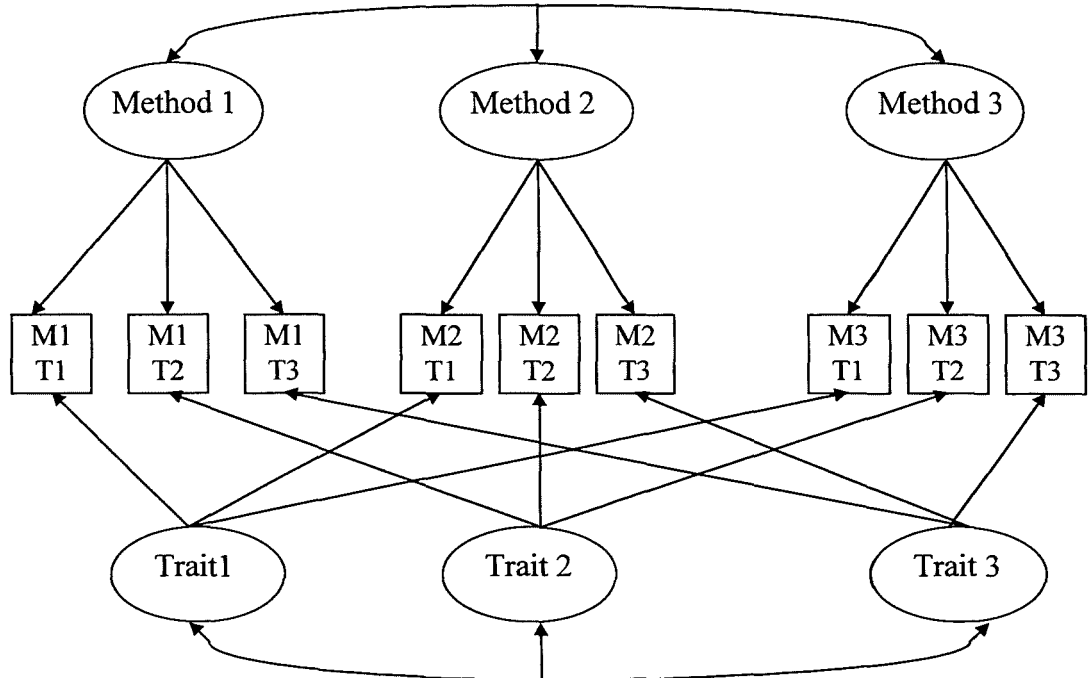 Method 1
Method 2
Method 3
M1
T1
M1
T2
M1
T3
M2
T1
M2
T2
M2
T3
M3
T1
M3
T2
M3
T3
Trait1
Trait 2
Trait 3